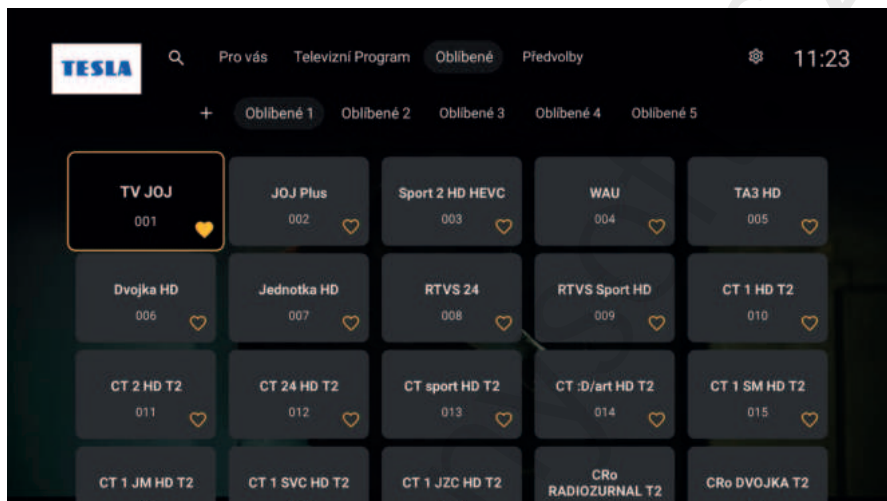 TESLA
Pro vás Televizní Program Oblíbené Předvolby 11:23
+ Oblíbené 1 Oblíbené 2 Oblíbené 3 Oblíbené 4 Oblíbené 5
TV JOJ JOJ Plus Sport 2 HD HEVC WAU TA3 HD
001 002 003 004 005
Dvojka HD Jednotka HD RTVS 24 RTVS Sport HD CT 1 HD T2
006 007 008 009 010
CT 2 HD T2 CT 24 HD T2 CT sport HD T2 CT :D/art HD T2 CT 1 SM HD T2
011 012 013 014 015
CT 1 JM HD T2 CT 1 SVC HD T2 CT 1 JZC HD T2 CRo RADIOZURNAL T2 CRo DVOJKA T2